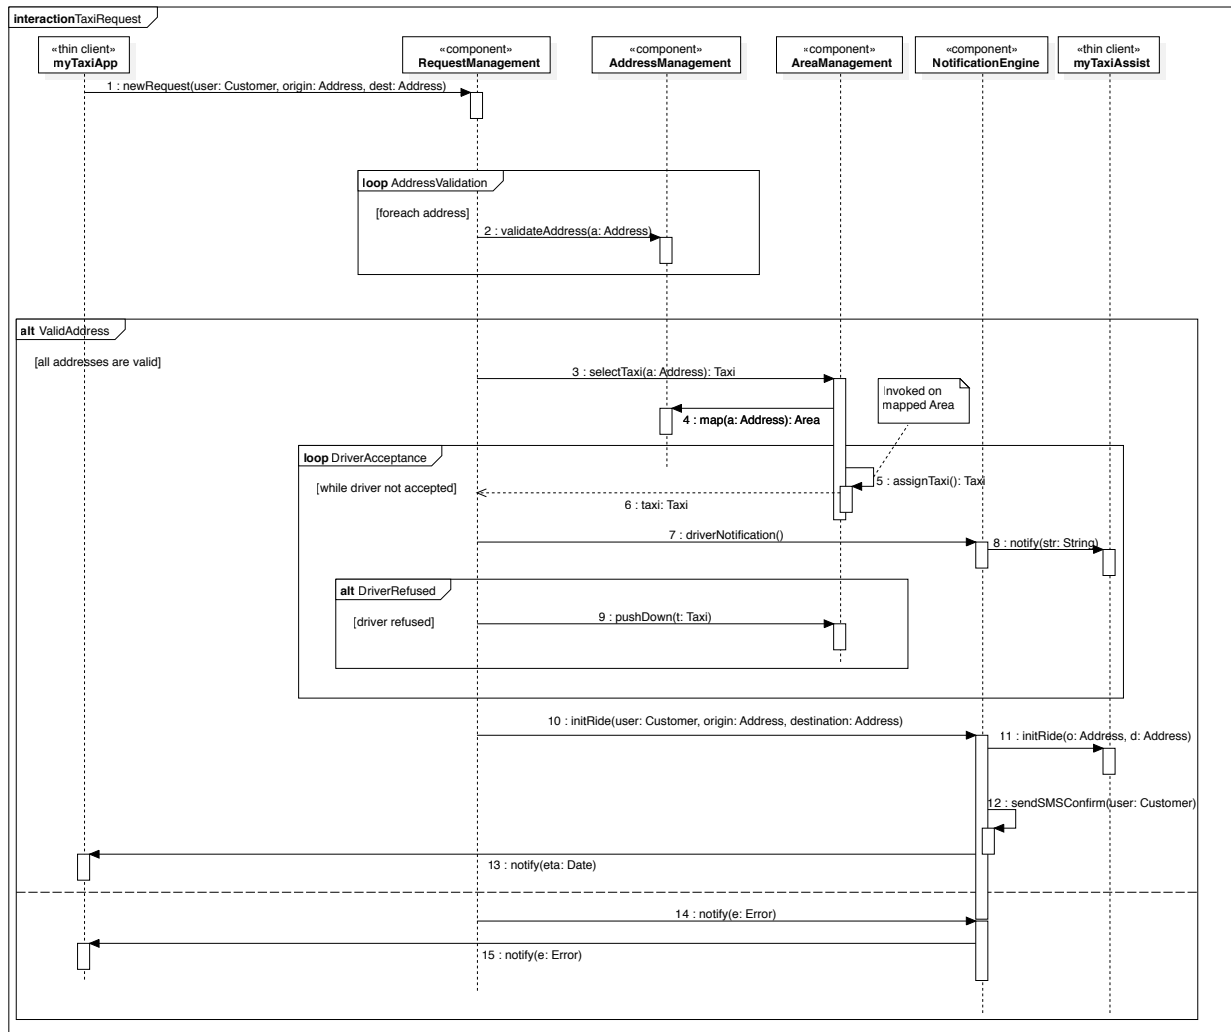 interactionTaxiRequest
«thin client»
myTaxiApp
«component»
RequestManagement
«component»
AddressManagement
«component»
AreaManagement
«component»
NotificationEngine
«thin client»
myTaxiAssist
1 : newRequest(user: Customer, origin: Address, dest: Address)
loop AddressValidation
[foreach address]
2 : validateAddress(a: Address)
alt ValidAddress
[all addresses are valid]
3 : selectTaxi(a: Address): Taxi
Invoked on
mapped Area
4 : map(a: Address): Area
loop DriverAcceptance
[while driver not accepted]
5 : assignTaxi(): Taxi
6 : taxi: Taxi
7 : driverNotification()
8 : notify(str: String)
alt DriverRefused
[driver refused]
9 : pushDown(t: Taxi)
10 : initRide(user: Customer, origin: Address, destination: Address)
11 : initRide(o: Address, d: Address)
12 : sendSMSConfirm(user: Customer)
13 : notify(eta: Date)
14 : notify(e: Error)
15 : notify(e: Error)